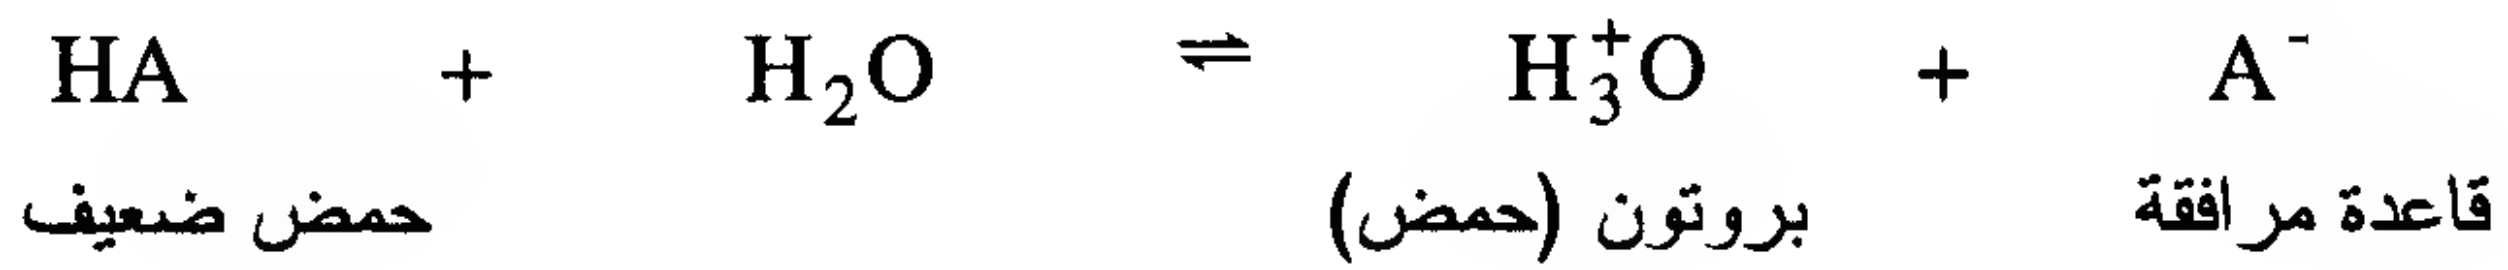 HA + H₂O ⇌ H₃⁺O + A⁻
حمض ضعيف بروتون (حمض) قاعدة مرافقة